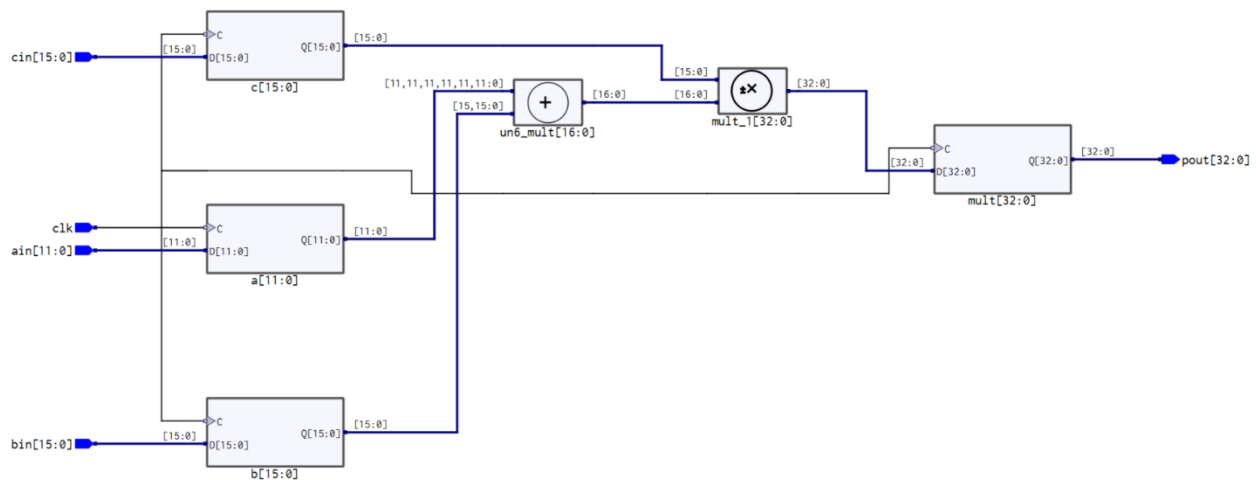 cin[15:0]
[15:0]
C
D[15:0]
Q[15:0]
[15:0]
c[15:0]
[11,11,11,11,11,11:0]
[15,15:0]
+
[16:0]
un6_mult[16:0]
[15:0]
[16:0]
±×
[32:0]
mult_1[32:0]
[32:0]
C
D[32:0]
Q[32:0]
[32:0]
mult[32:0]
pout[32:0]
clk
ain[11:0]
[11:0]
C
D[11:0]
Q[11:0]
[11:0]
a[11:0]
bin[15:0]
[15:0]
C
D[15:0]
Q[15:0]
[15:0]
b[15:0]